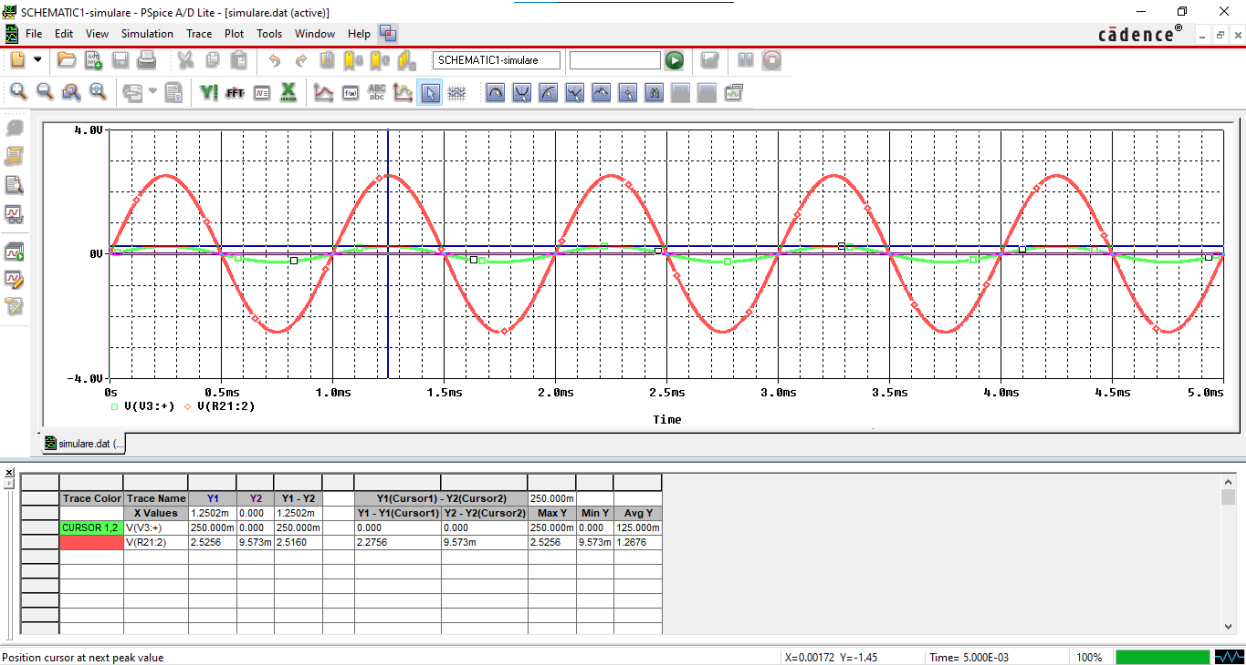 SCHEMATIC1-simulare - PSpice A/D Lite - [simulare.dat (active)]
File Edit View Simulation Trace Plot Tools Window Help
cādence®
SCHEMATIC1-simulare
FFT
ABC
abc
4.0V
0V
-4.0V
0s 0.5ms 1.0ms 1.5ms 2.0ms 2.5ms 3.0ms 3.5ms 4.0ms 4.5ms 5.0ms
V(V3:+) V(R21:2)
Time
simulare.dat (...
Trace Color Trace Name Y1 Y2 Y1 - Y2 Y1(Cursor1) - Y2(Cursor2) 250.000m
X Values 1.2502m 0.000 1.2502m Y1 - Y1(Cursor1) Y2 - Y2(Cursor2) Max Y Min Y Avg Y
CURSOR 1,2 V(V3:+) 250.000m 0.000 250.000m 0.000 0.000 250.000m 0.000 125.000m
V(R21:2) 2.5256 9.573m 2.5160 2.2756 9.573m 2.5256 9.573m 1.2676
Position cursor at next peak value X=0.00172 Y=-1.45 Time= 5.000E-03 100%